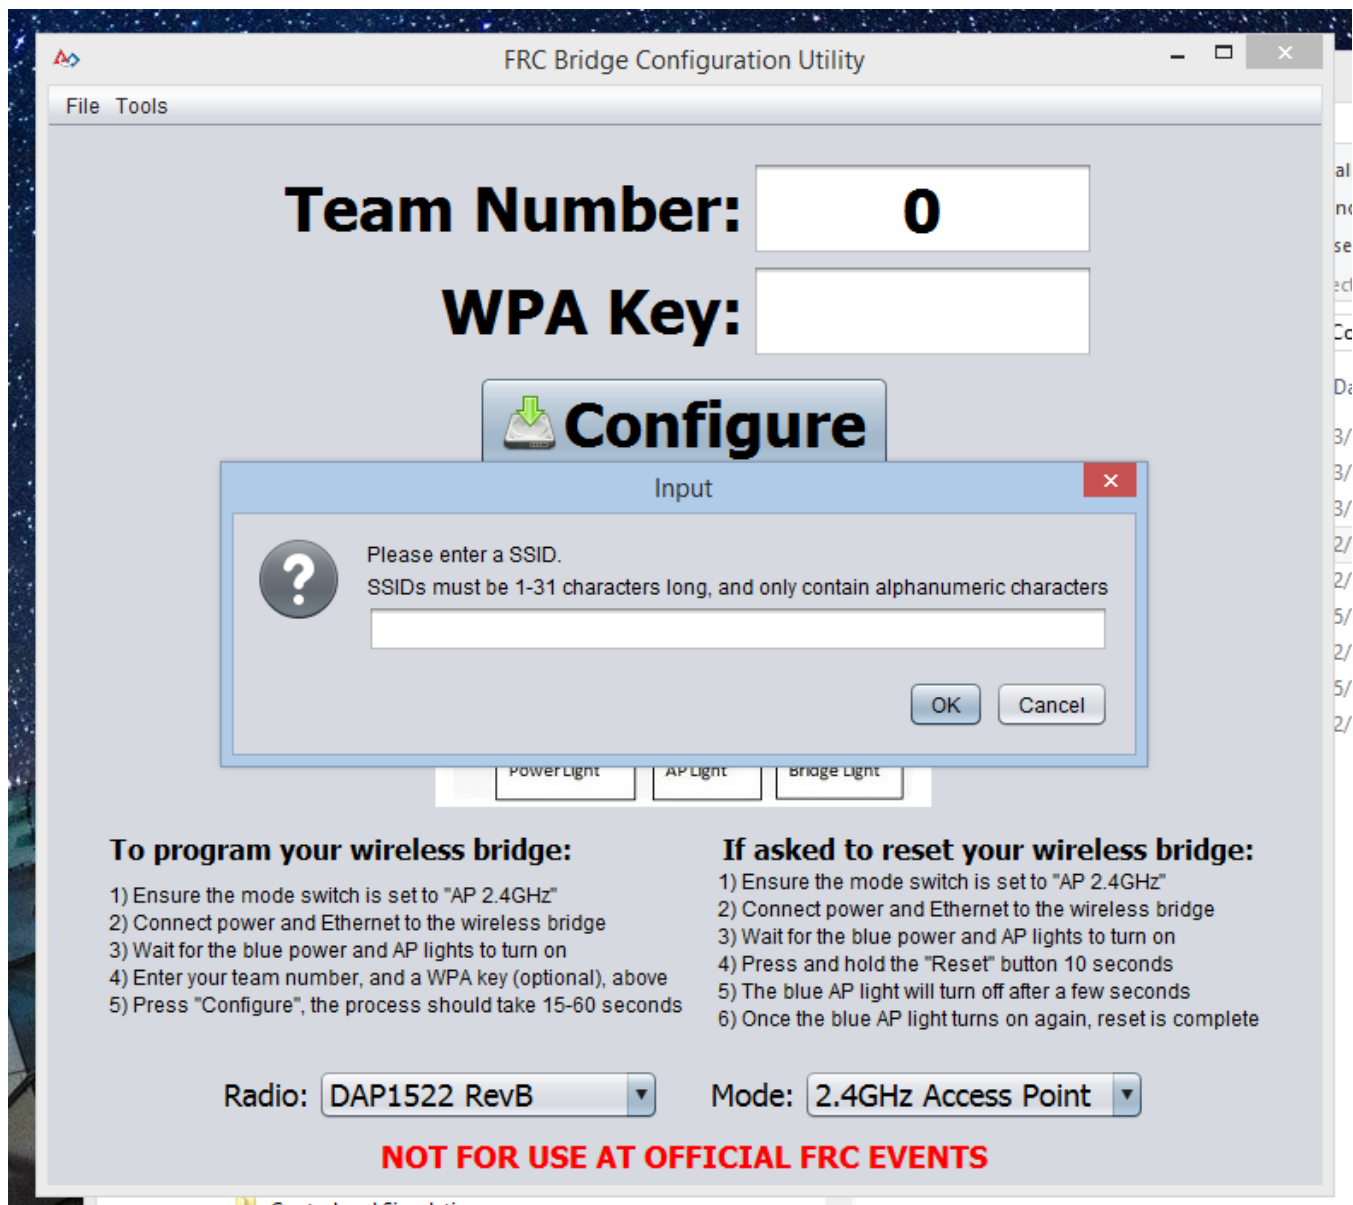 FRC Bridge Configuration Utility
File Tools
Team Number: 0
WPA Key:
Configure
Input
Please enter a SSID.
SSIDs must be 1-31 characters long, and only contain alphanumeric characters
OK Cancel
Power Light AP Light Bridge Light
To program your wireless bridge:
1) Ensure the mode switch is set to "AP 2.4GHz"
2) Connect power and Ethernet to the wireless bridge
3) Wait for the blue power and AP lights to turn on
4) Enter your team number, and a WPA key (optional), above
5) Press "Configure", the process should take 15-60 seconds
If asked to reset your wireless bridge:
1) Ensure the mode switch is set to "AP 2.4GHz"
2) Connect power and Ethernet to the wireless bridge
3) Wait for the blue power and AP lights to turn on
4) Press and hold the "Reset" button 10 seconds
5) The blue AP light will turn off after a few seconds
6) Once the blue AP light turns on again, reset is complete
Radio: DAP1522 RevB Mode: 2.4GHz Access Point
NOT FOR USE AT OFFICIAL FRC EVENTS